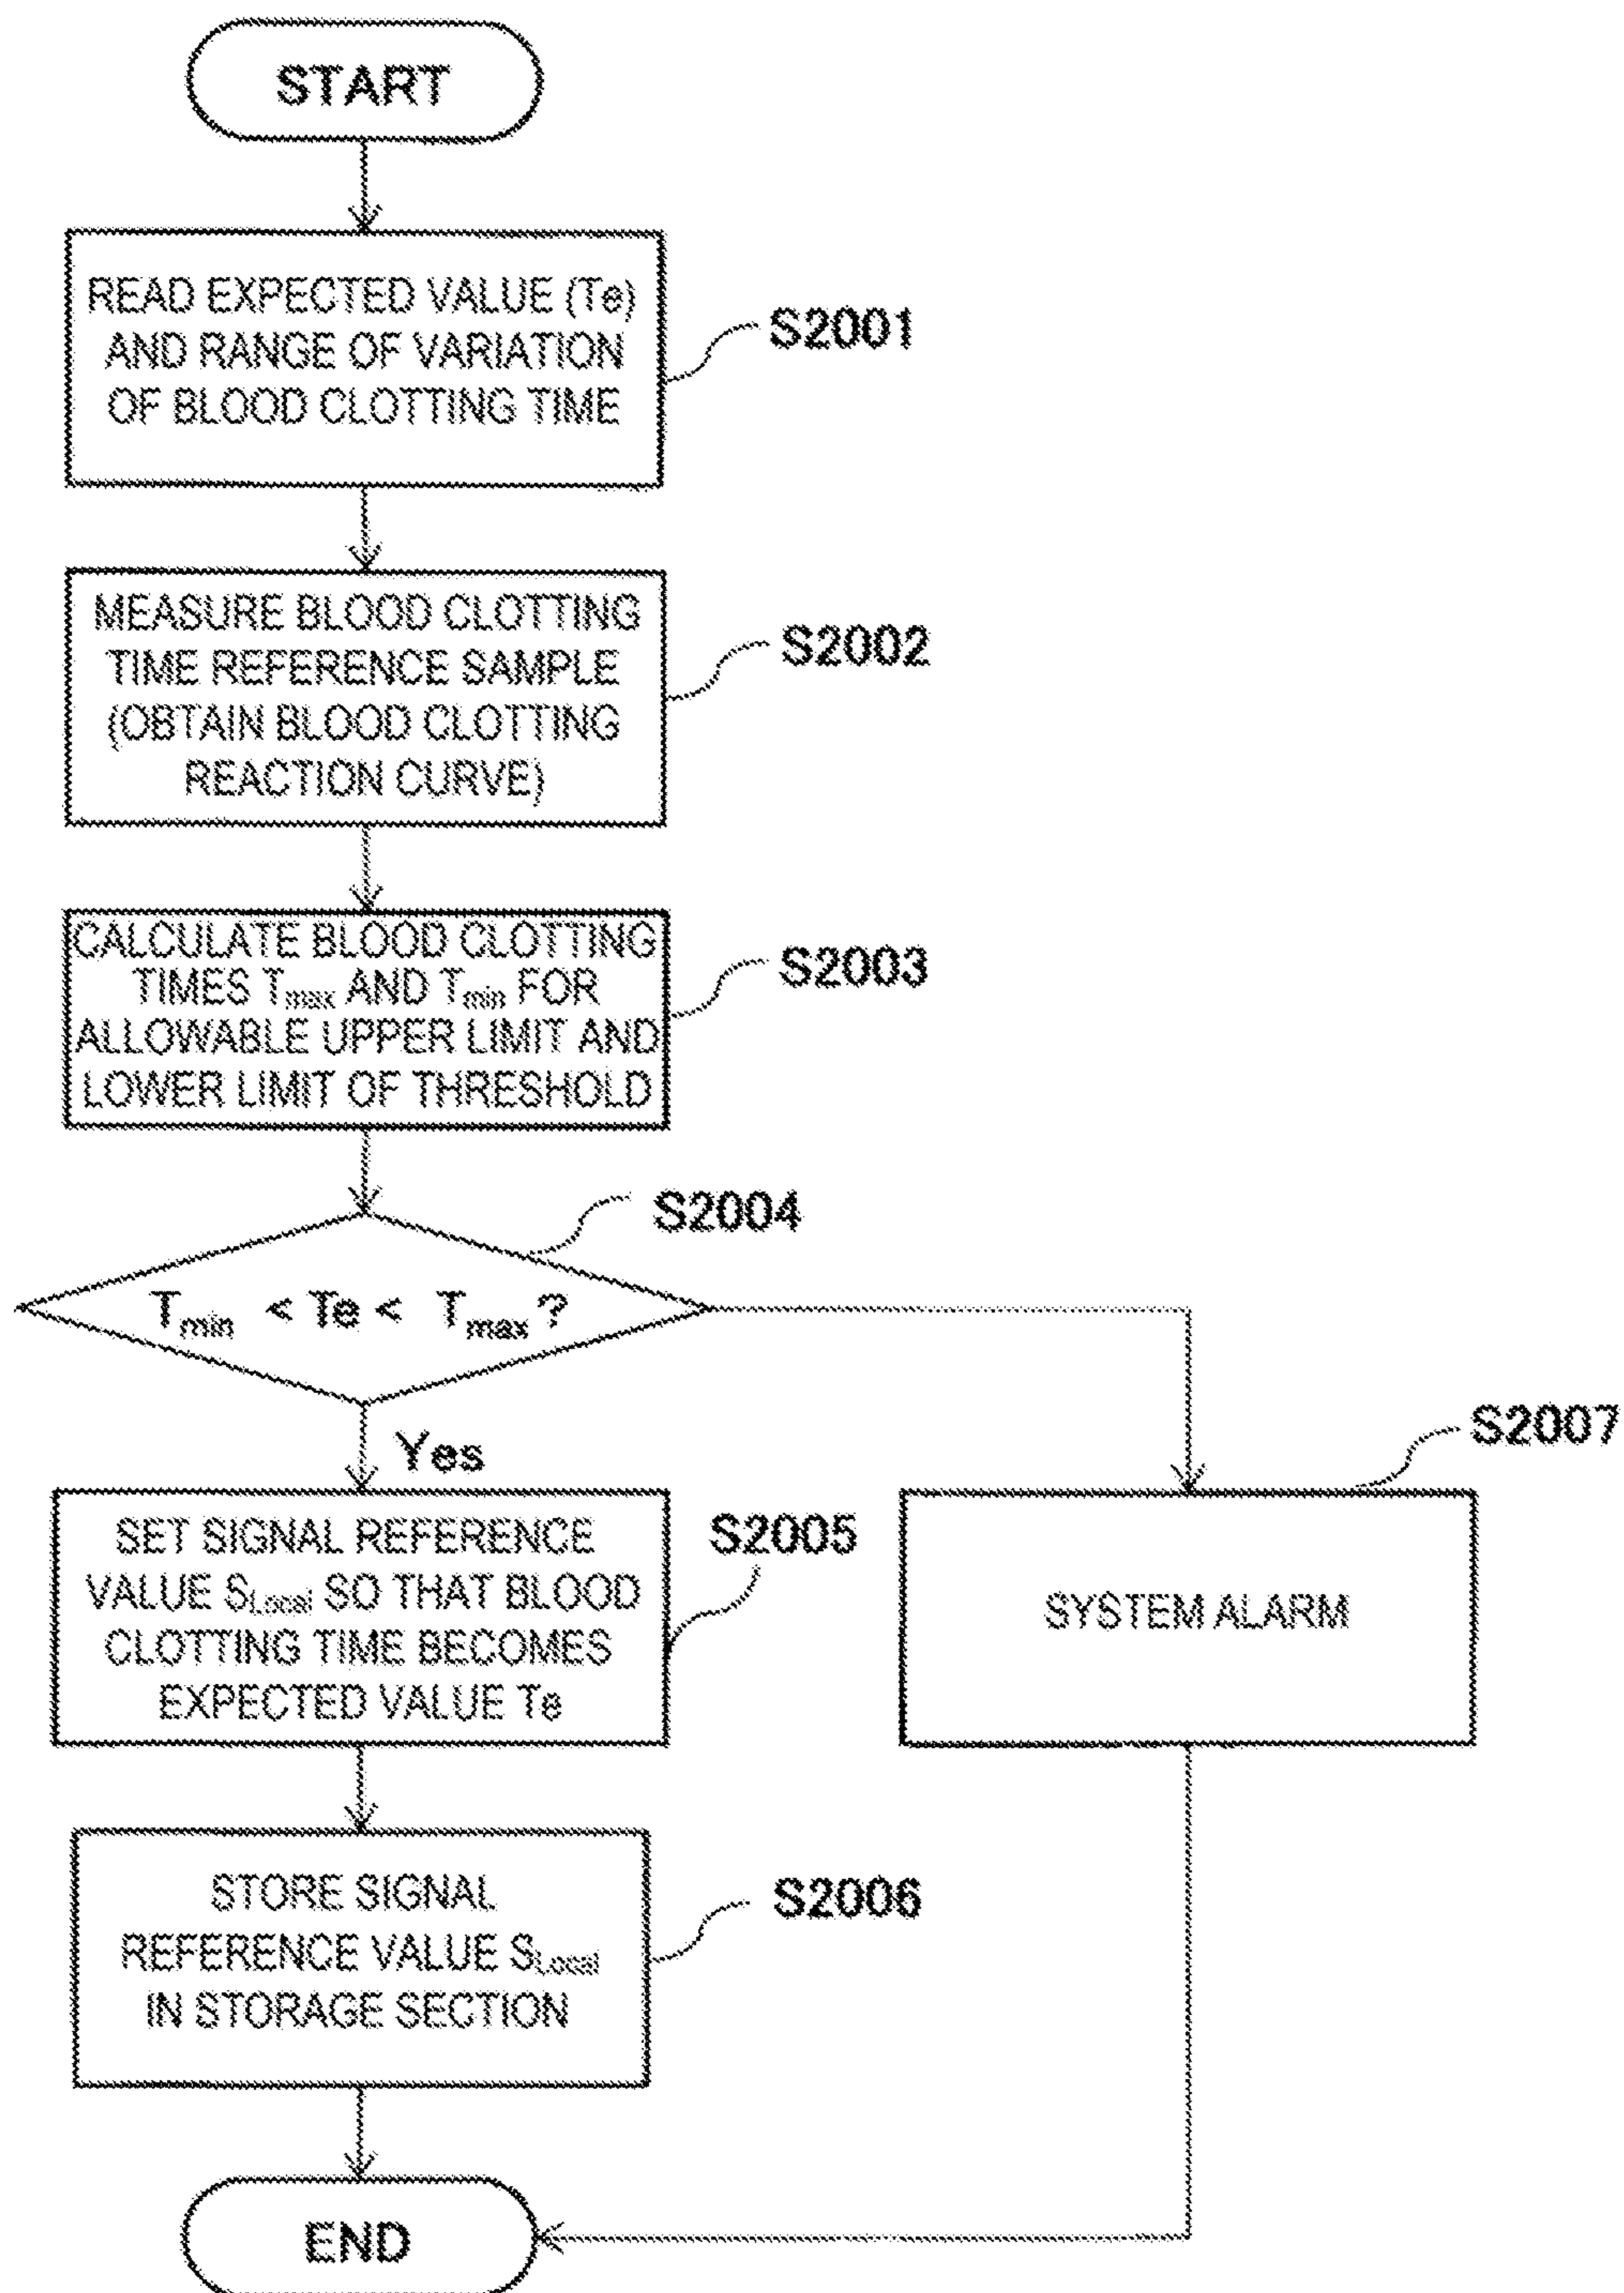 START
READ EXPECTED VALUE (Te)
AND RANGE OF VARIATION
OF BLOOD CLOTTING TIME
S2001
MEASURE BLOOD CLOTTING
TIME REFERENCE SAMPLE
(OBTAIN BLOOD CLOTTING
REACTION CURVE)
S2002
CALCULATE BLOOD CLOTTING
TIMES Tmax AND Tmin FOR
ALLOWABLE UPPER LIMIT AND
LOWER LIMIT OF THRESHOLD
S2003
S2004
Tmin < Te < Tmax ?
Yes
SET SIGNAL REFERENCE
VALUE SLocal SO THAT BLOOD
CLOTTING TIME BECOMES
EXPECTED VALUE Te
S2005
S2007
SYSTEM ALARM
STORE SIGNAL
REFERENCE VALUE SLocal
IN STORAGE SECTION
S2006
END